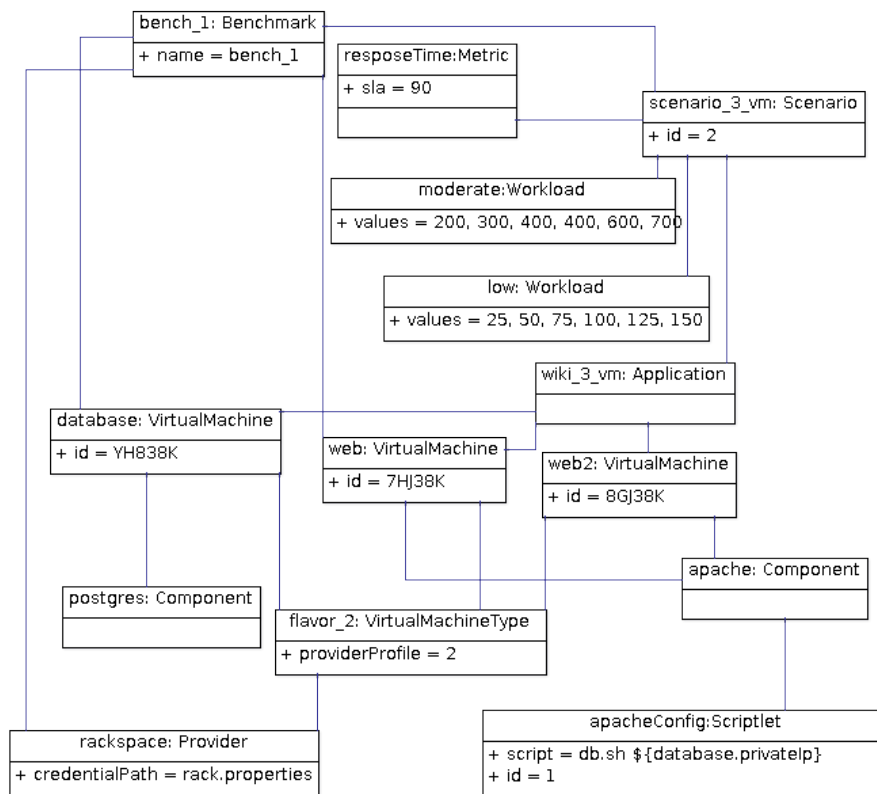 bench_1: Benchmark
+ name = bench_1
resposeTime:Metric
+ sla = 90
scenario_3_vm: Scenario
+ id = 2
moderate:Workload
+ values = 200, 300, 400, 400, 600, 700
low: Workload
+ values = 25, 50, 75, 100, 125, 150
wiki_3_vm: Application
database: VirtualMachine
+ id = YH838K
web: VirtualMachine
+ id = 7HJ38K
web2: VirtualMachine
+ id = 8GJ38K
apache: Component
postgres: Component
flavor_2: VirtualMachineType
+ providerProfile = 2
rackspace: Provider
+ credentialPath = rack.properties
apacheConfig:Scriptlet
+ script = db.sh ${database.privateIp}
+ id = 1